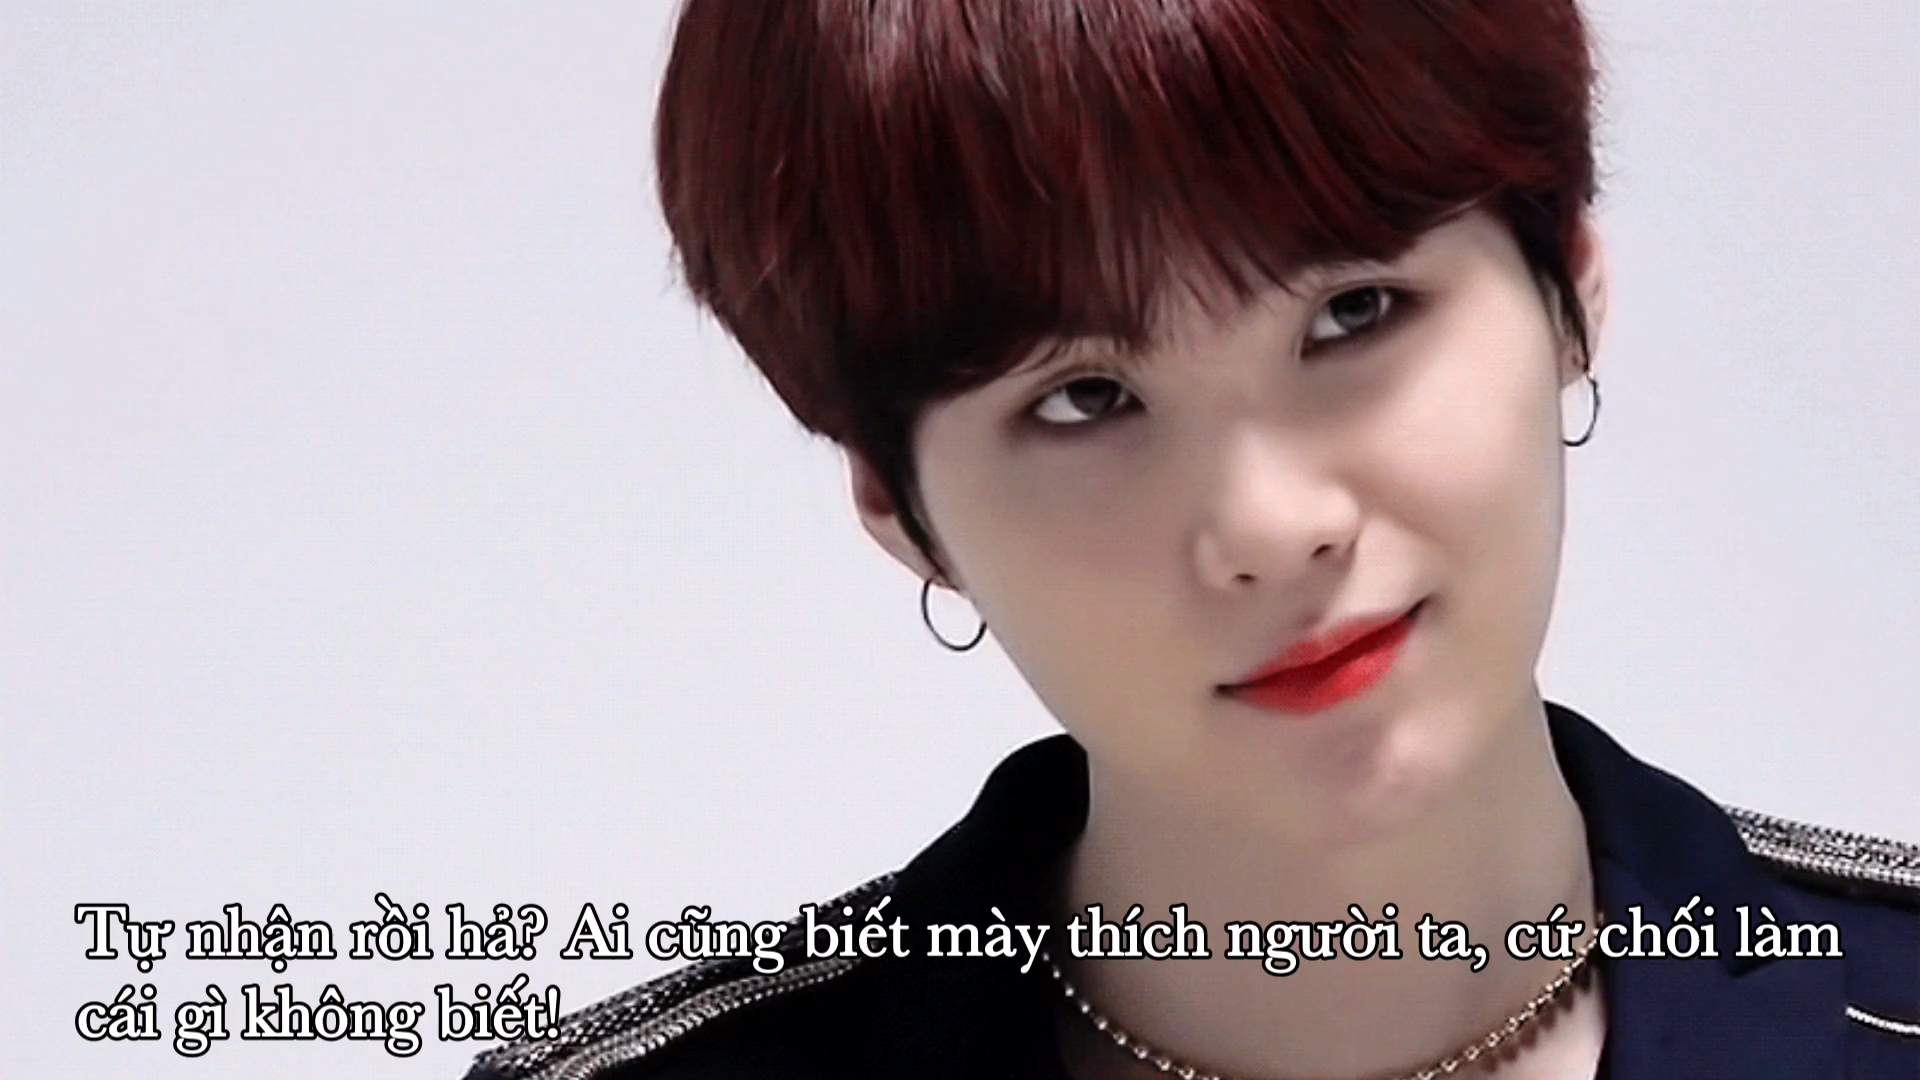 Tự nhận rồi hả? Ai cũng biết mày thích người ta, cứ chối làm
cái gì không biết!